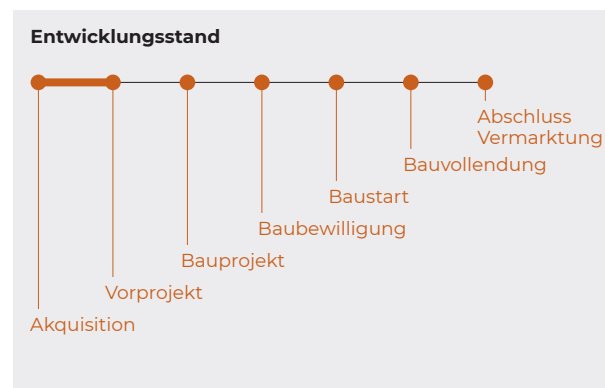 Entwicklungsstand
Abschluss
Vermarktung
Bauvollendung
Baustart
Baubewilligung
Bauprojekt
Vorprojekt
Akquisition